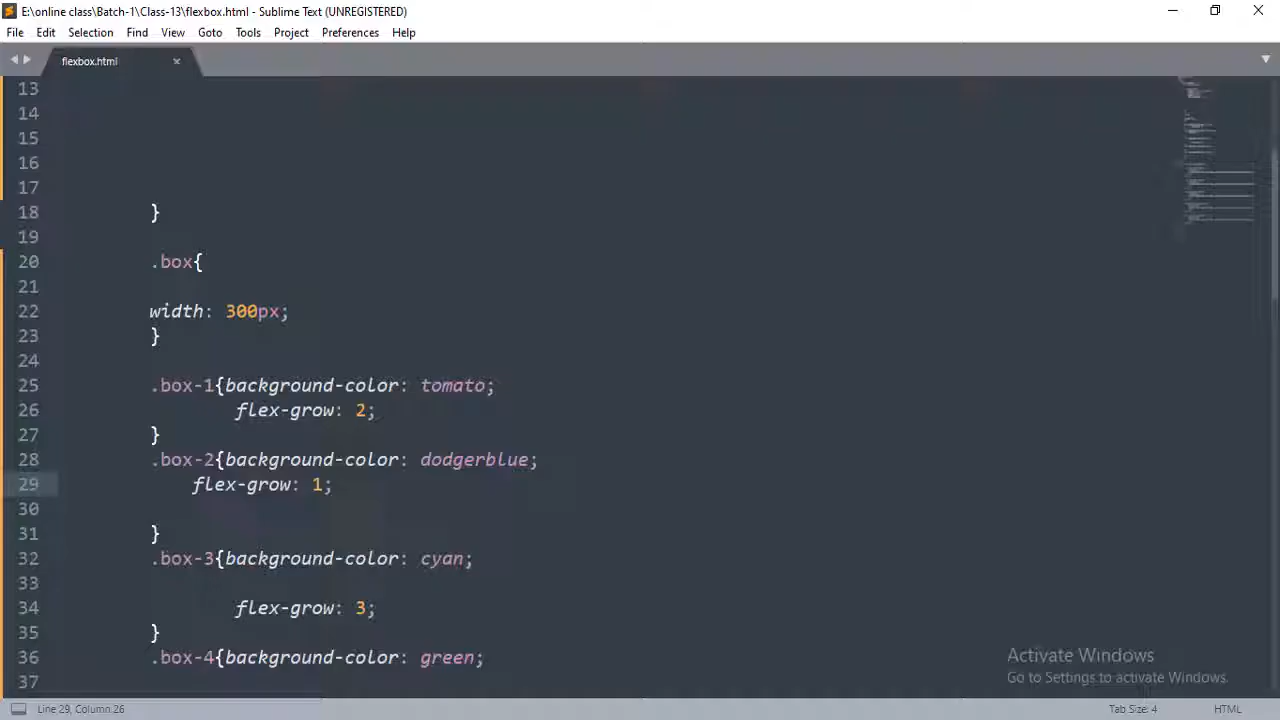 E:\online class\Batch-1\Class-13\flexbox.html - Sublime Text (UNREGISTERED)
File Edit Selection Find View Goto Tools Project Preferences Help
flexbox.html
13
14
15
16
17
18 }
19
20 .box{
21
22 width: 300px;
23 }
24
25 .box-1{background-color: tomato;
26 flex-grow: 2;
27 }
28 .box-2{background-color: dodgerblue;
29 flex-grow: 1;
30
31 }
32 .box-3{background-color: cyan;
33
34 flex-grow: 3;
35 }
36 .box-4{background-color: green;
37
Activate Windows
Go to Settings to activate Windows.
Line 29, Column 26
Tab Size: 4
HTML